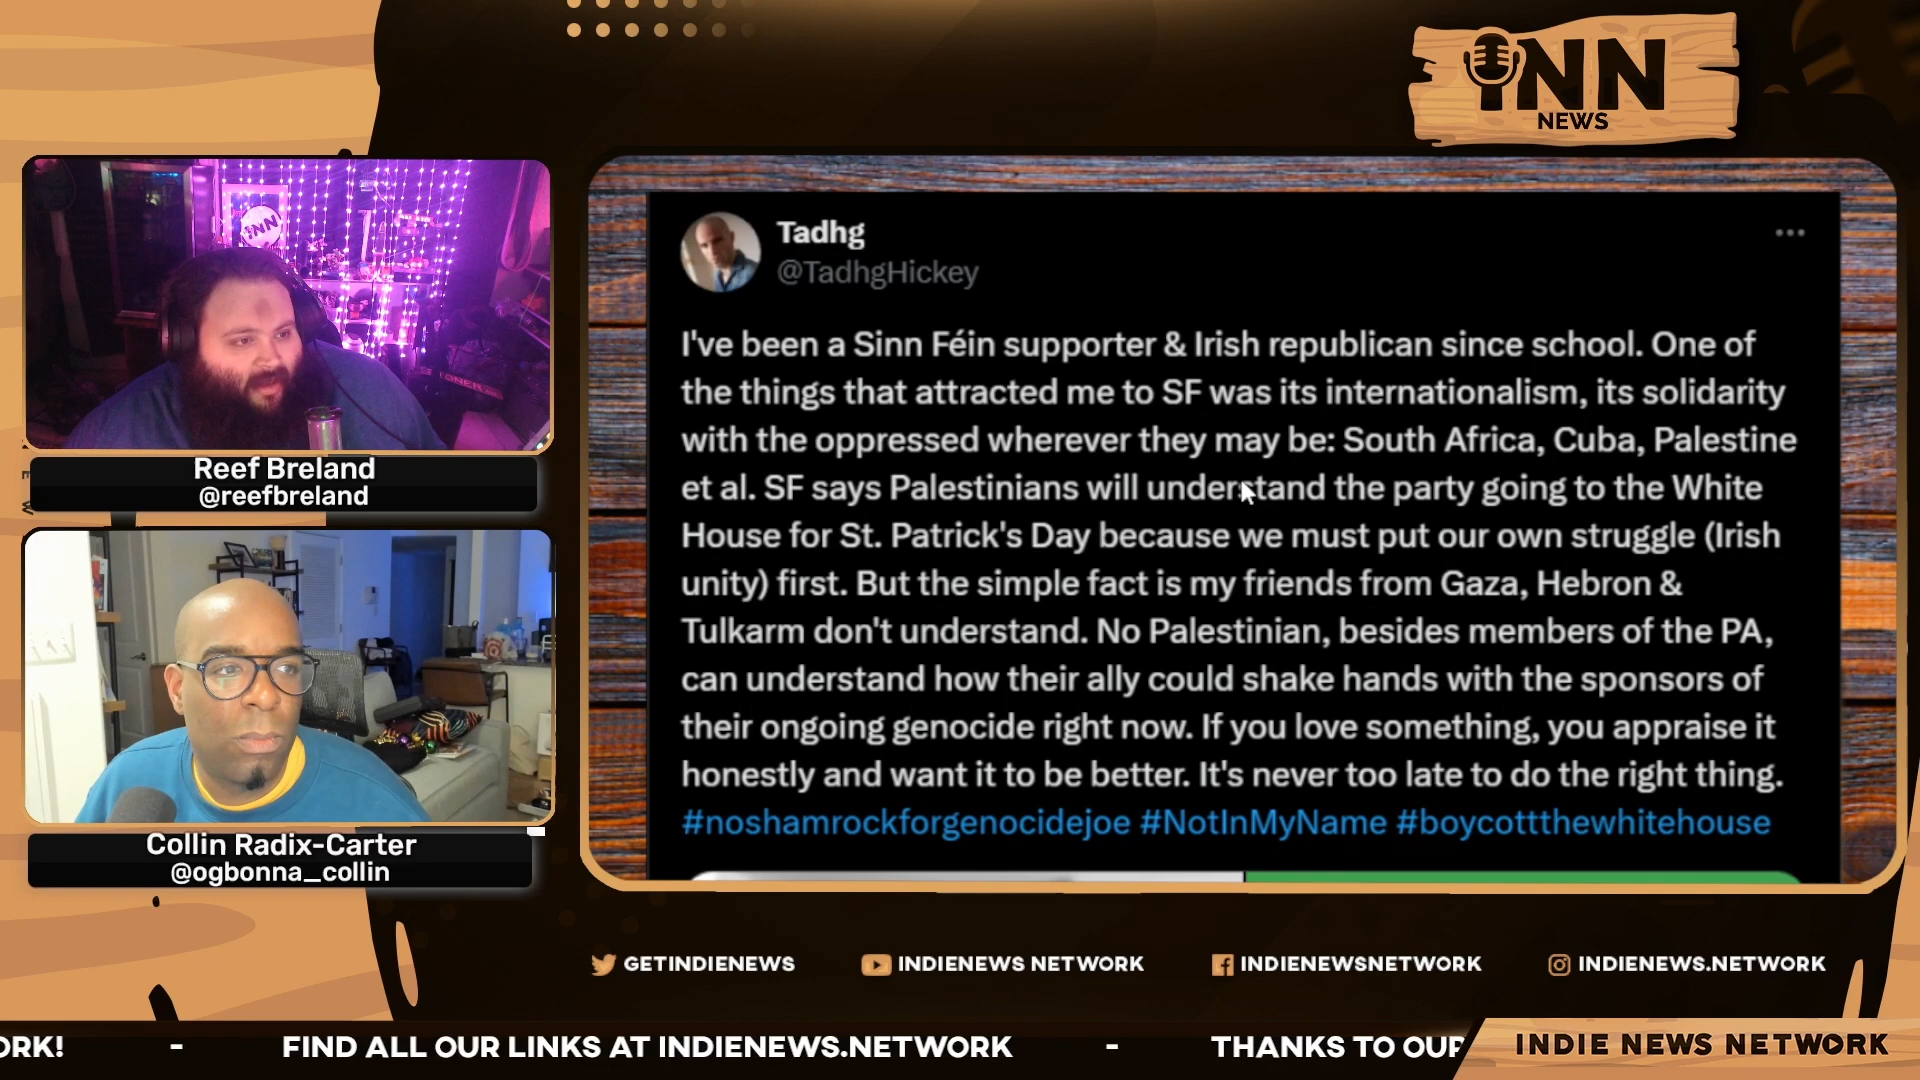 iNN
NEWS
iNN
Reef Breland
@reefbreland
Collin Radix-Carter
@ogbonna_collin
Tadhg
@TadhgHickey
I've been a Sinn Féin supporter & Irish republican since school. One of
the things that attracted me to SF was its internationalism, its solidarity
with the oppressed wherever they may be: South Africa, Cuba, Palestine
et al. SF says Palestinians will understand the party going to the White
House for St. Patrick's Day because we must put our own struggle (Irish
unity) first. But the simple fact is my friends from Gaza, Hebron &
Tulkarm don't understand. No Palestinian, besides members of the PA,
can understand how their ally could shake hands with the sponsors of
their ongoing genocide right now. If you love something, you appraise it
honestly and want it to be better. It's never too late to do the right thing.
#noshamrockforgenocidejoe #NotInMyName #boycottthewhitehouse
GETINDIENEWS
INDIENEWS NETWORK
INDIENEWSNETWORK
INDIENEWS.NETWORK
ORK! - FIND ALL OUR LINKS AT INDIENEWS.NETWORK - THANKS TO OUR
INDIE NEWS NETWORK